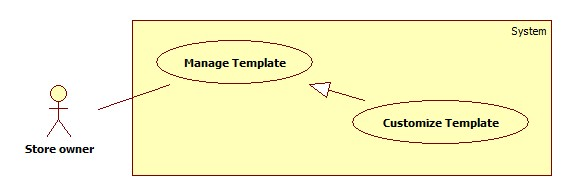 System
Manage Template
Customize Template
Store owner